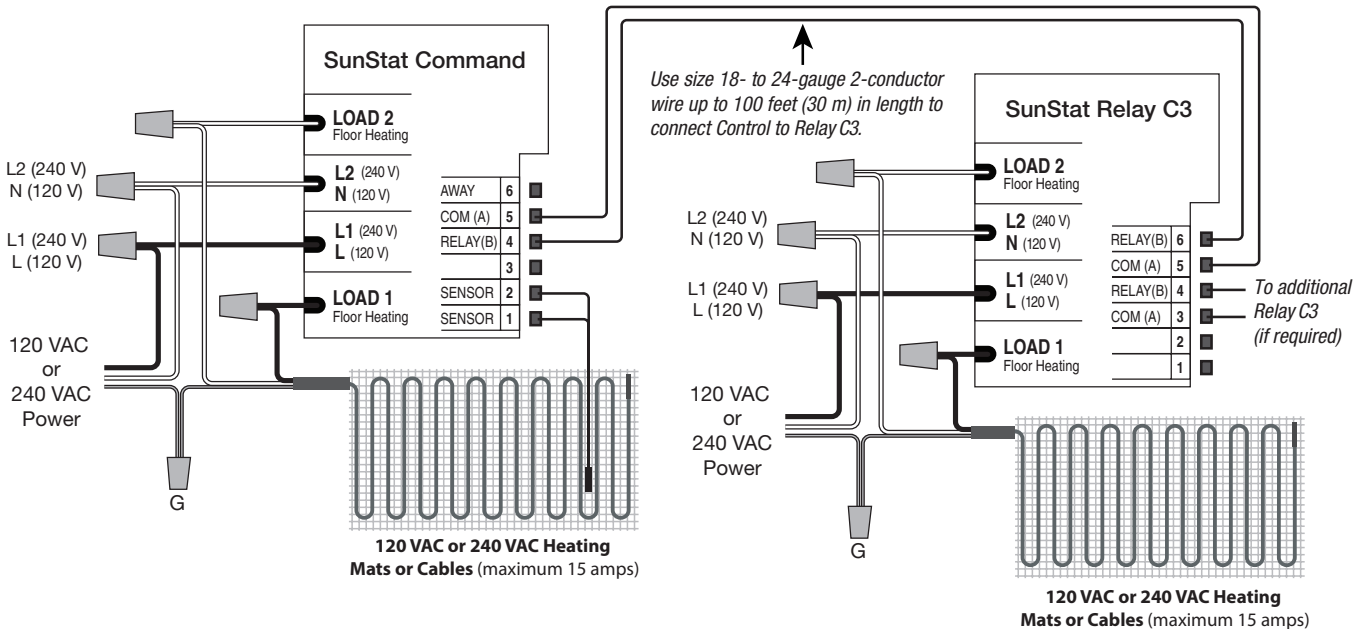 SunStat Command
LOAD 2
Floor Heating
L2 (240 V)
N (120 V)
L1 (240 V)
L (120 V)
LOAD 1
Floor Heating
AWAY 6
COM (A) 5
RELAY(B) 4
3
SENSOR 2
SENSOR 1
L2 (240 V)
N (120 V)
L1 (240 V)
L (120 V)
120 VAC
or
240 VAC
Power
G
120 VAC or 240 VAC Heating
Mats or Cables (maximum 15 amps)
Use size 18- to 24-gauge 2-conductor
wire up to 100 feet (30 m) in length to
connect Control to Relay C3.
SunStat Relay C3
LOAD 2
Floor Heating
L2 (240 V)
N (120 V)
L1 (240 V)
L (120 V)
LOAD 1
Floor Heating
RELAY(B) 6
COM (A) 5
RELAY(B) 4
COM (A) 3
2
1
To additional
Relay C3
(if required)
L2 (240 V)
N (120 V)
L1 (240 V)
L (120 V)
120 VAC
or
240 VAC
Power
G
120 VAC or 240 VAC Heating
Mats or Cables (maximum 15 amps)